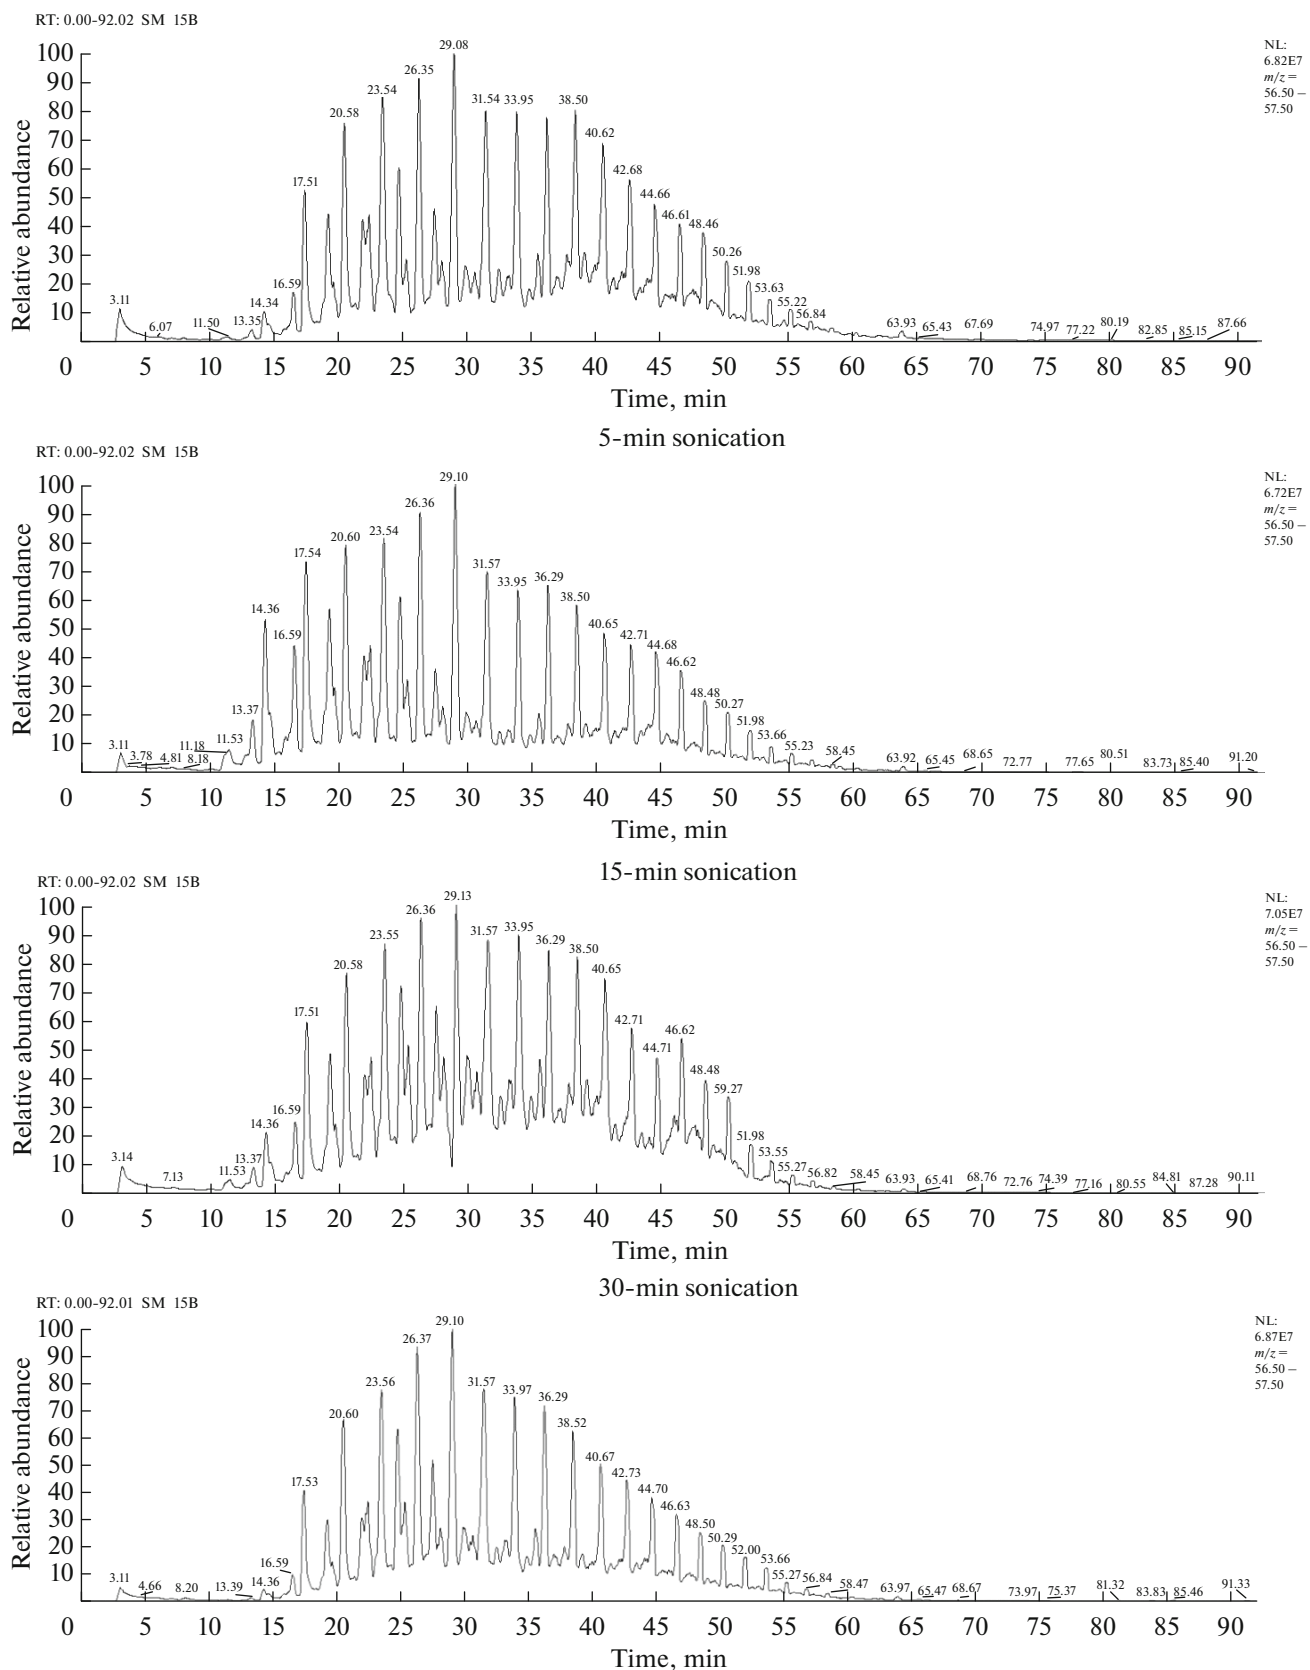 RT: 0.00-92.02 SM 15B
NL:
6.82E7
m/z =
56.50 –
57.50
Relative abundance
100
90
80
70
60
50
40
30
20
10
3.11 6.07 11.50 13.35 14.34 16.59 17.51 20.58 23.54 26.35 29.08 31.54 33.95 38.50 40.62 42.68 44.66 46.61 48.46 50.26 51.98 53.63 55.22 56.84 63.93 65.43 67.69 74.97 77.22 80.19 82.85 85.15 87.66
0 5 10 15 20 25 30 35 40 45 50 55 60 65 70 75 80 85 90
Time, min
5-min sonication
RT: 0.00-92.02 SM 15B
NL:
6.72E7
m/z =
56.50 –
57.50
Relative abundance
100
90
80
70
60
50
40
30
20
10
3.11 3.78 4.81 8.18 11.18 11.53 13.37 14.36 16.59 17.54 20.60 23.54 26.36 29.10 31.57 33.95 36.29 38.50 40.65 42.71 44.68 46.62 48.48 50.27 51.98 53.66 55.23 58.45 63.92 65.45 68.65 72.77 77.65 80.51 83.73 85.40 91.20
0 5 10 15 20 25 30 35 40 45 50 55 60 65 70 75 80 85 90
Time, min
15-min sonication
RT: 0.00-92.02 SM 15B
NL:
7.05E7
m/z =
56.50 –
57.50
Relative abundance
100
90
80
70
60
50
40
30
20
10
3.14 7.13 11.53 13.37 14.36 16.59 17.51 20.58 23.55 26.36 29.13 31.57 33.95 36.29 38.50 40.65 42.71 44.71 46.62 48.48 59.27 51.98 53.55 55.27 56.82 58.45 63.93 65.41 68.76 72.76 74.39 77.16 80.55 84.81 87.28 90.11
0 5 10 15 20 25 30 35 40 45 50 55 60 65 70 75 80 85 90
Time, min
30-min sonication
RT: 0.00-92.01 SM 15B
NL:
6.87E7
m/z =
56.50 –
57.50
Relative abundance
100
90
80
70
60
50
40
30
20
10
3.11 4.66 8.20 13.39 14.36 16.59 17.53 20.60 23.56 26.37 29.10 31.57 33.97 36.29 38.52 40.67 42.73 44.70 46.63 48.50 50.29 52.00 53.66 55.27 56.84 58.47 63.97 65.47 68.67 73.97 75.37 81.32 83.83 85.46 91.33
0 5 10 15 20 25 30 35 40 45 50 55 60 65 70 75 80 85 90
Time, min